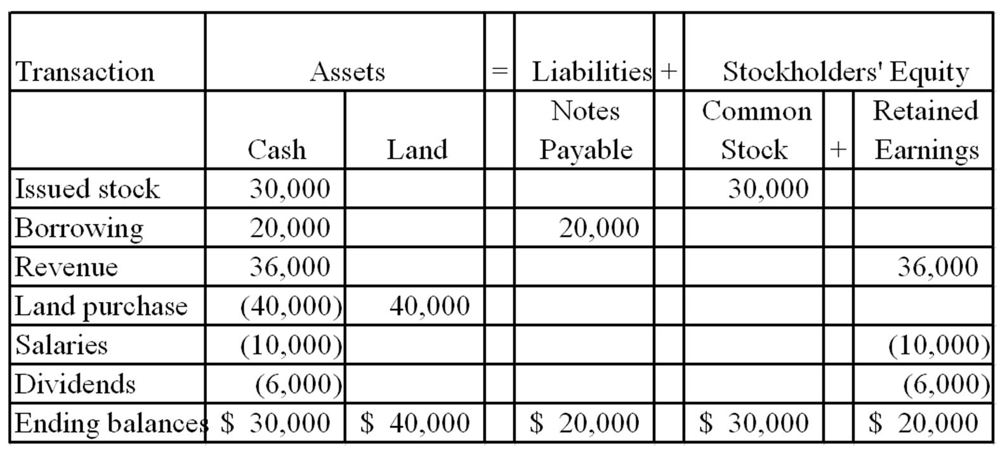 Transaction Assets = Liabilities + Stockholders' Equity
Notes Common Retained
Cash Land Payable Stock + Earnings
Issued stock 30,000 30,000
Borrowing 20,000 20,000
Revenue 36,000 36,000
Land purchase (40,000) 40,000
Salaries (10,000) (10,000)
Dividends (6,000) (6,000)
Ending balances $ 30,000 $ 40,000 $ 20,000 $ 30,000 $ 20,000